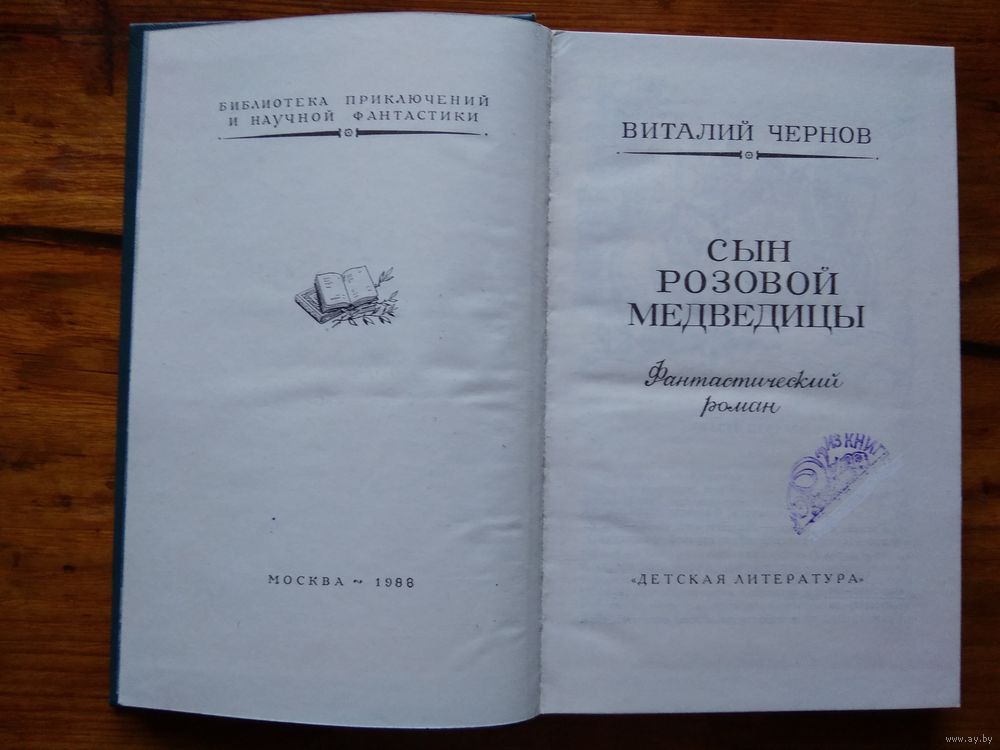 БИБЛИОТЕКА ПРИКЛЮЧЕНИЙ
И НАУЧНОЙ ФАНТАСТИКИ
МОСКВА ~ 1988
ВИТАЛИЙ ЧЕРНОВ
СЫН
РОЗОВОЙ
МЕДВЕДИЦЫ
Фантастический
роман
ИЗ КНИГ
«ДЕТСКАЯ ЛИТЕРАТУРА»
www.ay.by